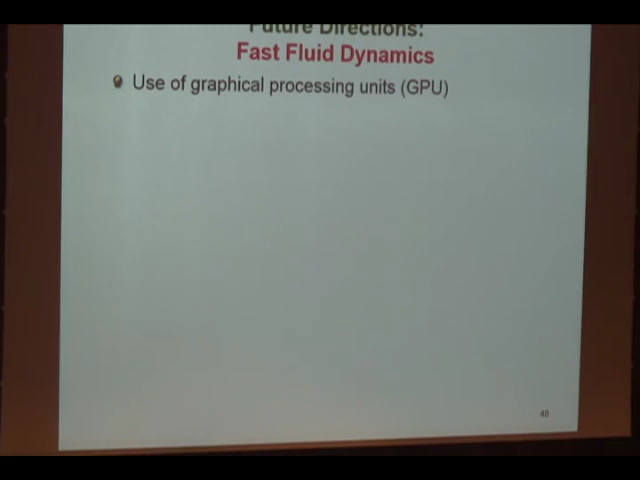 Future Directions:
Fast Fluid Dynamics
Use of graphical processing units (GPU)
48